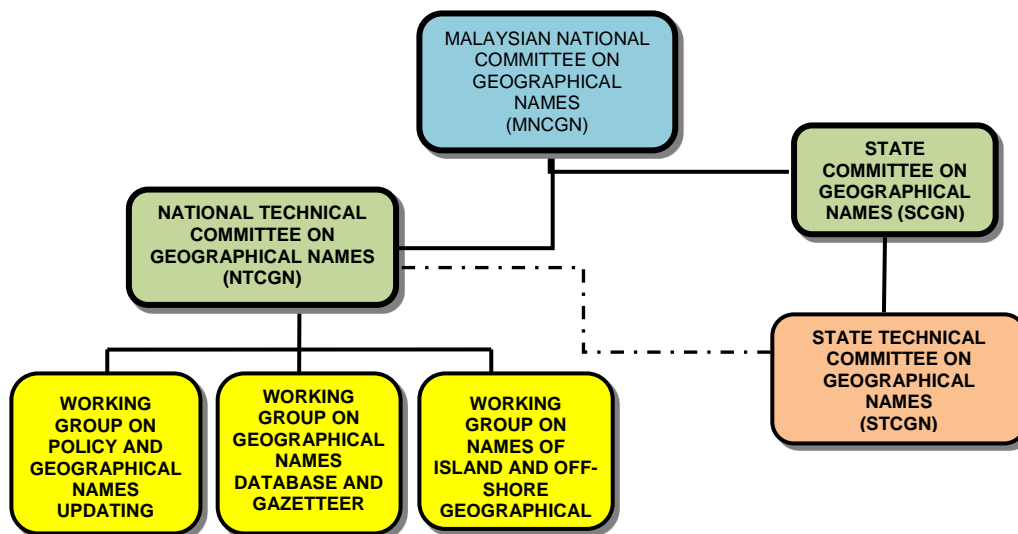 MALAYSIAN NATIONAL
COMMITTEE ON
GEOGRAPHICAL
NAMES
(MNCGN)
STATE
COMMITTEE ON
GEOGRAPHICAL
NAMES (SCGN)
NATIONAL TECHNICAL
COMMITTEE ON
GEOGRAPHICAL NAMES
(NTCGN)
STATE TECHNICAL
COMMITTEE ON
GEOGRAPHICAL
NAMES
(STCGN)
WORKING
GROUP ON
POLICY AND
GEOGRAPHICAL
NAMES
UPDATING
WORKING
GROUP ON
GEOGRAPHICAL
NAMES
DATABASE AND
GAZETTEER
WORKING
GROUP ON
NAMES OF
ISLAND AND OFF-
SHORE
GEOGRAPHICAL